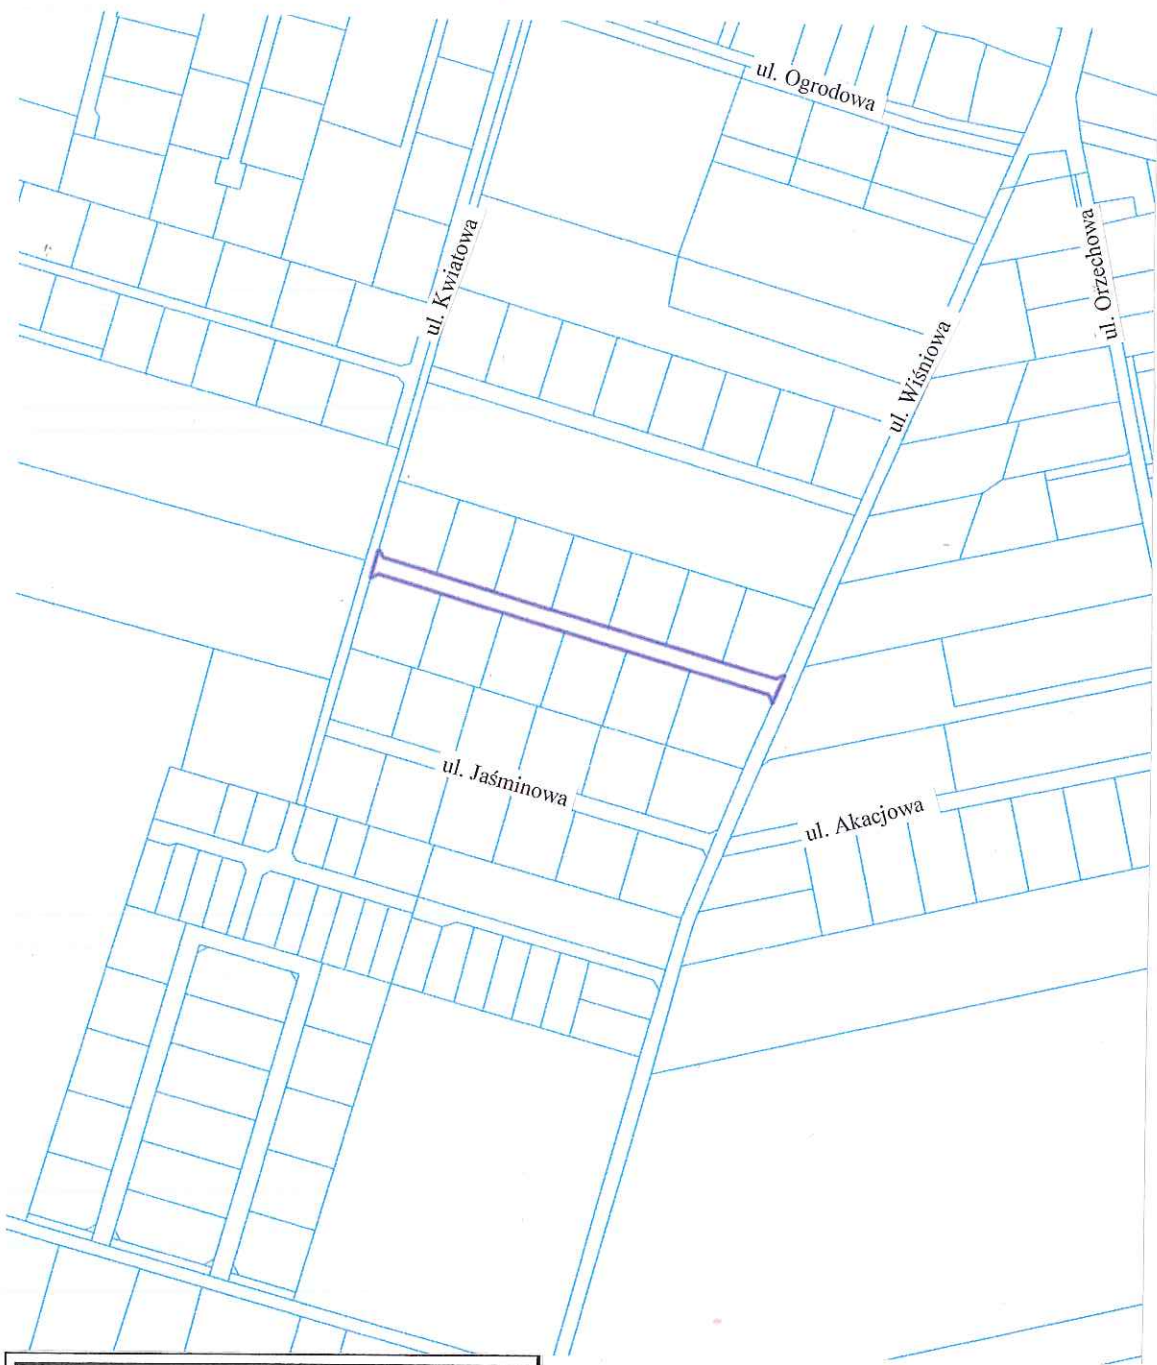 ul. Ogrodowa
ul. Kwiatowa
ul. Orzechowa
ul. Wiśniowa
ul. Jaśminowa
ul. Akacjowa